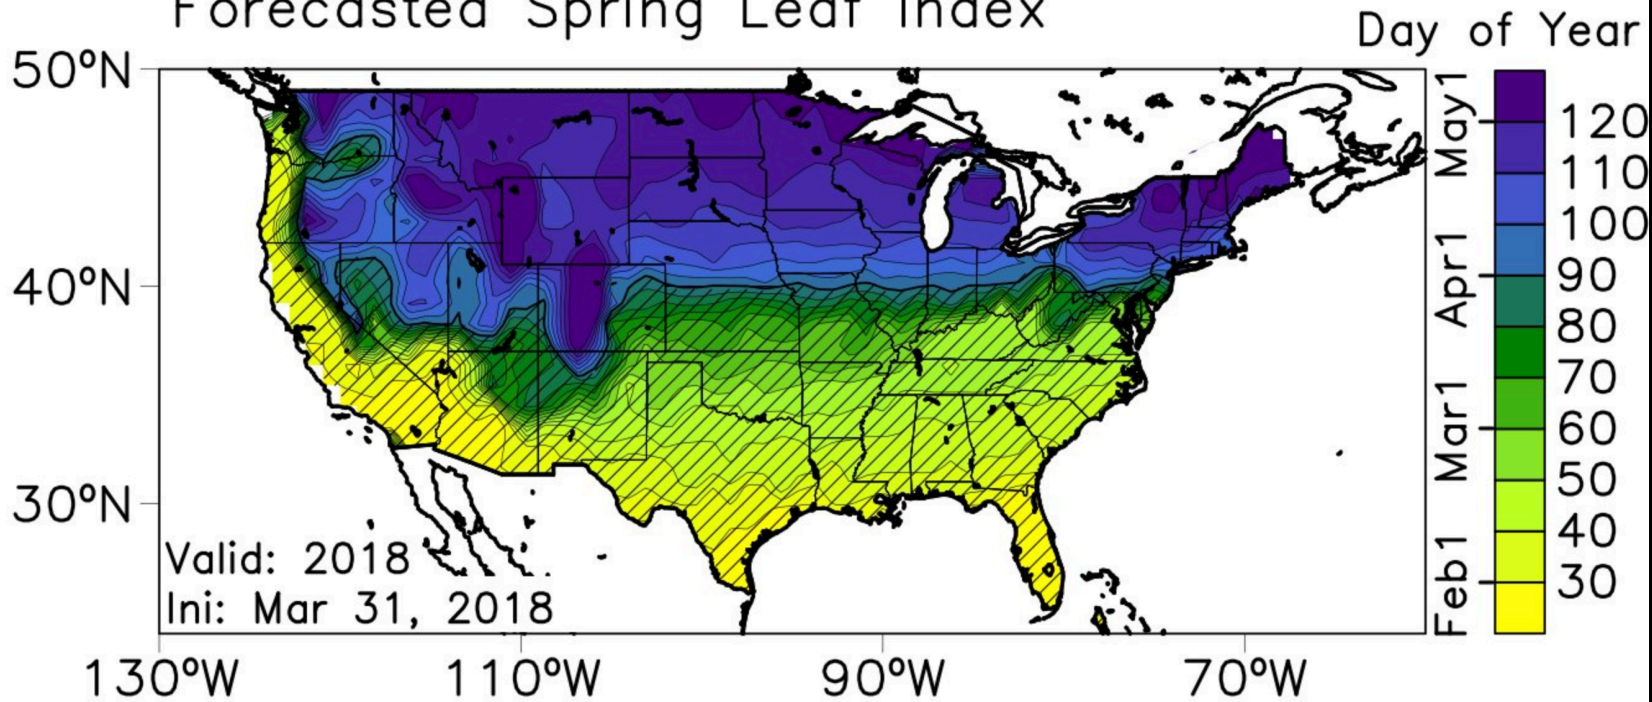 Forecasted Spring Leaf Index
Day of Year
50ºN
40ºN
30ºN
Valid: 2018
Ini: Mar 31, 2018
130ºW
110ºW
90ºW
70ºW
May1
Apr1
Mar1
Feb1
120
110
100
90
80
70
60
50
40
30